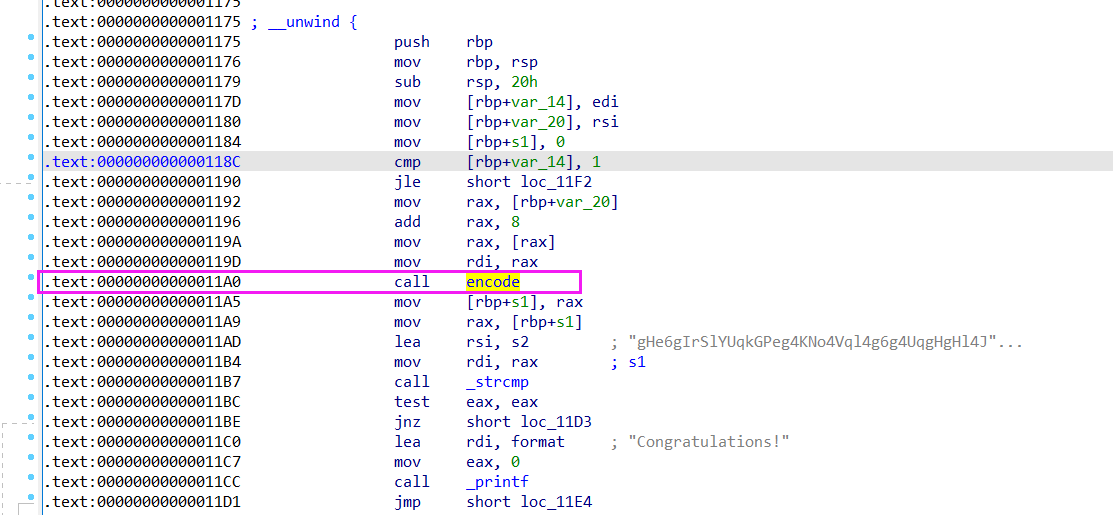 .text:0000000000001175
.text:0000000000001175 ; __unwind {
.text:0000000000001175 push rbp
.text:0000000000001176 mov rbp, rsp
.text:0000000000001179 sub rsp, 20h
.text:000000000000117D mov [rbp+var_14], edi
.text:0000000000001180 mov [rbp+var_20], rsi
.text:0000000000001184 mov [rbp+s1], 0
.text:000000000000118C cmp [rbp+var_14], 1
.text:0000000000001190 jle short loc_11F2
.text:0000000000001192 mov rax, [rbp+var_20]
.text:0000000000001196 add rax, 8
.text:000000000000119A mov rax, [rax]
.text:000000000000119D mov rdi, rax
.text:00000000000011A0 call encode
.text:00000000000011A5 mov [rbp+s1], rax
.text:00000000000011A9 mov rax, [rbp+s1]
.text:00000000000011AD lea rsi, s2 ; "gHe6gIrSlYUqkGPeg4KNo4Vql4g6g4UqgHgHl4J"...
.text:00000000000011B4 mov rdi, rax ; s1
.text:00000000000011B7 call _strcmp
.text:00000000000011BC test eax, eax
.text:00000000000011BE jnz short loc_11D3
.text:00000000000011C0 lea rdi, format ; "Congratulations!"
.text:00000000000011C7 mov eax, 0
.text:00000000000011CC call _printf
.text:00000000000011D1 jmp short loc_11E4